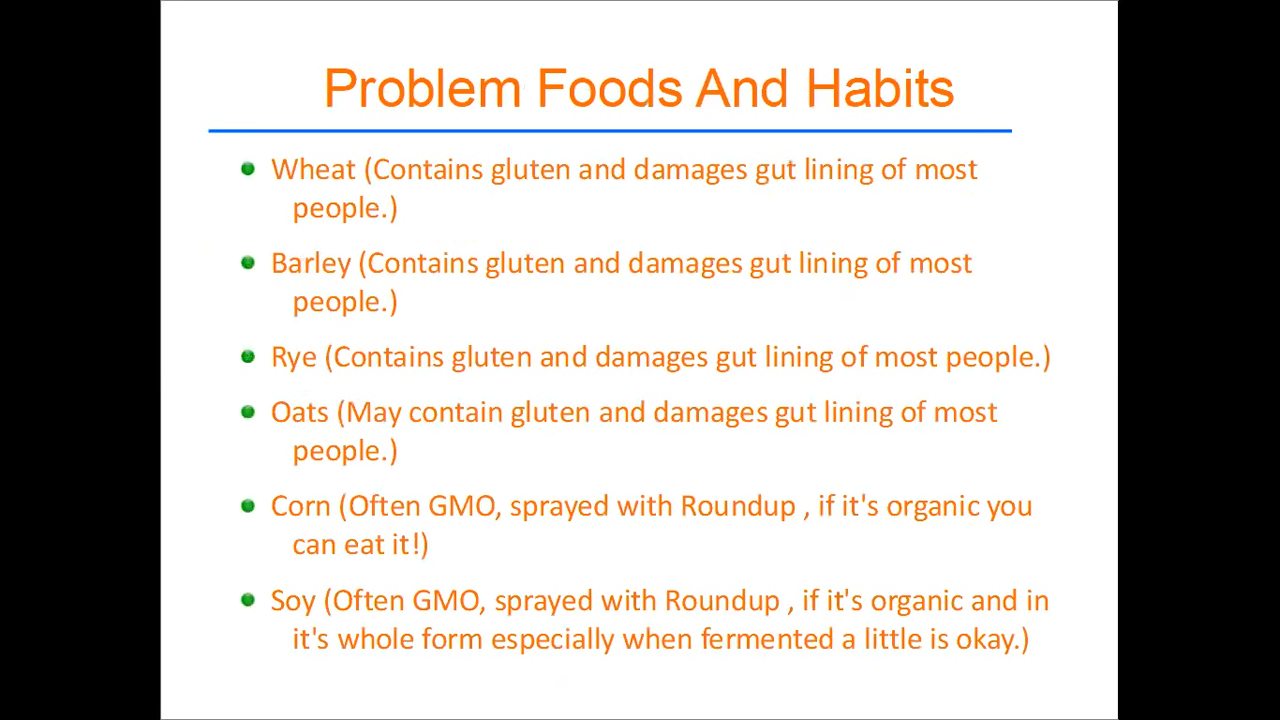 Problem Foods And Habits
Wheat (Contains gluten and damages gut lining of most
people.)
Barley (Contains gluten and damages gut lining of most
people.)
Rye (Contains gluten and damages gut lining of most people.)
Oats (May contain gluten and damages gut lining of most
people.)
Corn (Often GMO, sprayed with Roundup , if it's organic you
can eat it!)
Soy (Often GMO, sprayed with Roundup , if it's organic and in
it's whole form especially when fermented a little is okay.)